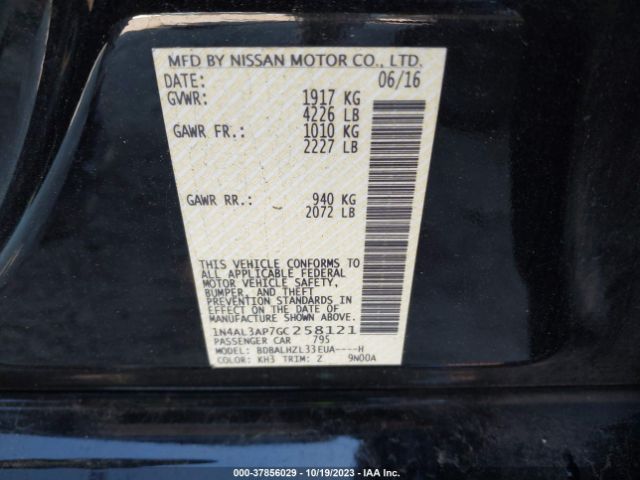 MFD BY NISSAN MOTOR CO., LTD.
DATE: 06/16
GVWR: 1917 KG
4226 LB
GAWR FR.: 1010 KG
2227 LB
GAWR RR.: 940 KG
2072 LB
THIS VEHICLE CONFORMS TO
ALL APPLICABLE FEDERAL
MOTOR VEHICLE SAFETY,
BUMPER, AND THEFT
PREVENTION STANDARDS IN
EFFECT ON THE DATE OF
MANUFACTURE SHOWN ABOVE.
1N4AL3AP7GC258121
PASSENGER CAR 795
MODEL: BDBALHZL33EUA----H
COLOR: KH3 TRIM: Z 9N00A
000-37856029 - 10/19/2023 - IAA Inc.